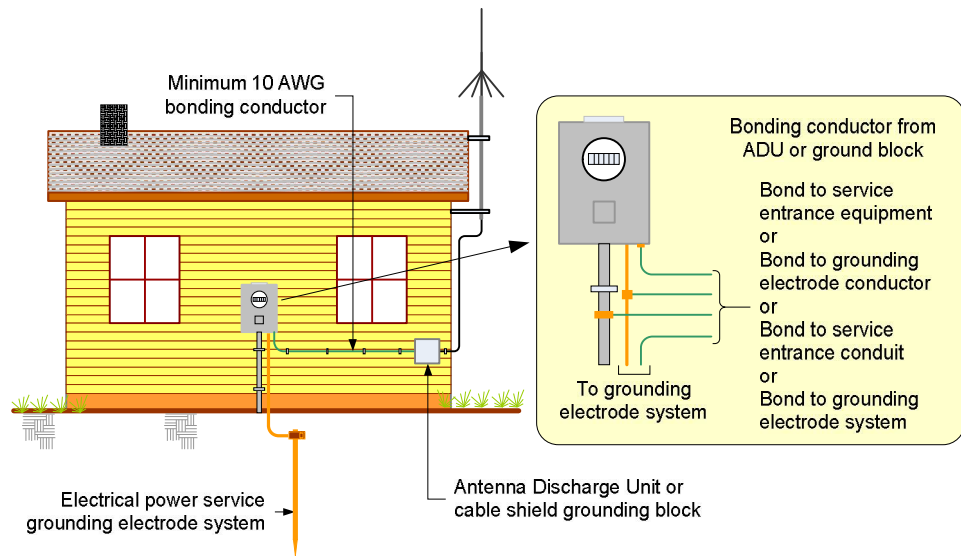 Minimum 10 AWG
bonding conductor
Bonding conductor from
ADU or ground block
Bond to service
entrance equipment
or
Bond to grounding
electrode conductor
or
Bond to service
entrance conduit
or
Bond to grounding
electrode system
To grounding
electrode system
Electrical power service
grounding electrode system
Antenna Discharge Unit or
cable shield grounding block